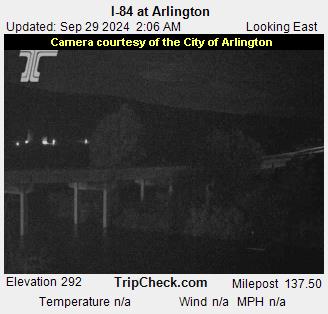 I-84 at Arlington
Updated: Sep 29 2024 2:06 AM Looking East
Camera courtesy of the City of Arlington
Elevation 292 TripCheck.com Milepost 137.50
Temperature n/a Wind n/a MPH n/a